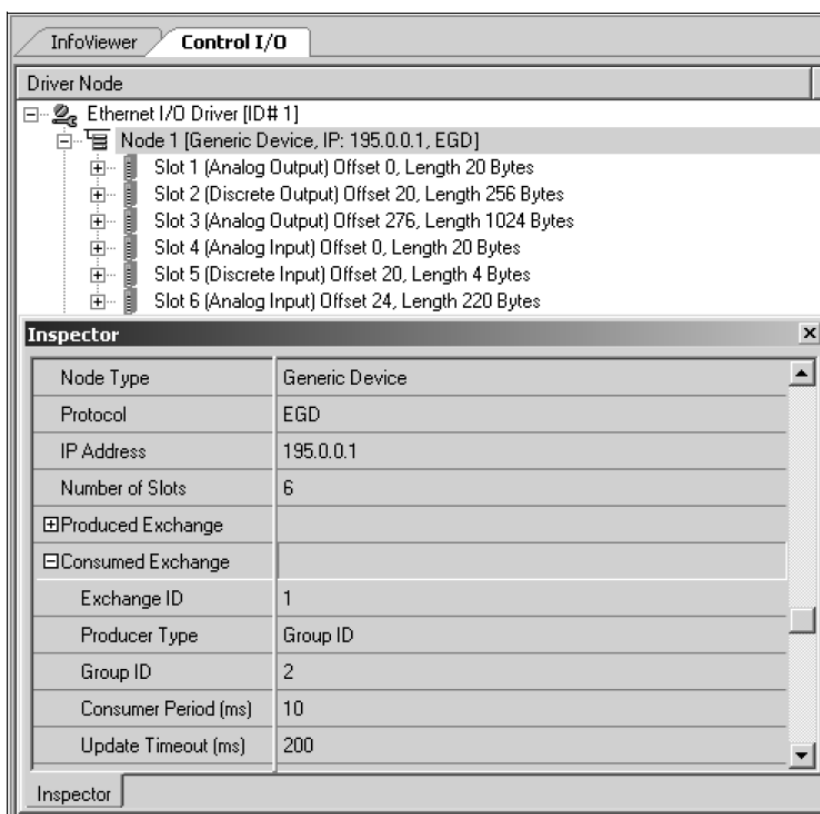 InfoViewer Control I/O
Driver Node
Ethernet I/O Driver [ID# 1]
Node 1 [Generic Device, IP: 195.0.0.1, EGD]
Slot 1 (Analog Output) Offset 0, Length 20 Bytes
Slot 2 (Discrete Output) Offset 20, Length 256 Bytes
Slot 3 (Analog Output) Offset 276, Length 1024 Bytes
Slot 4 (Analog Input) Offset 0, Length 20 Bytes
Slot 5 (Discrete Input) Offset 20, Length 4 Bytes
Slot 6 (Analog Input) Offset 24, Length 220 Bytes
Inspector
Node Type Generic Device
Protocol EGD
IP Address 195.0.0.1
Number of Slots 6
Produced Exchange
Consumed Exchange
Exchange ID 1
Producer Type Group ID
Group ID 2
Consumer Period (ms) 10
Update Timeout (ms) 200
Inspector